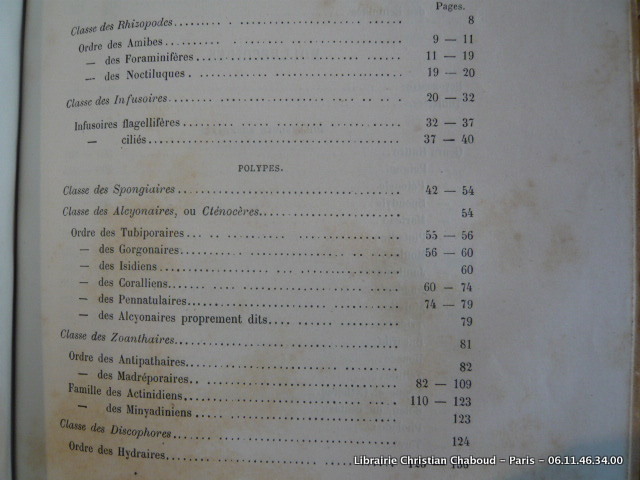 Pages.
Classe des Rhizopodes 8
Ordre des Amibes 9 — 11
— des Foraminifères 11 — 19
— des Noctiluques 19 — 20
Classe des Infusoires 20 — 32
Infusoires flagellifères 32 — 37
— ciliés 37 — 40
POLYPES.
Classe des Spongiaires 42 — 54
Classe des Alcyonaires, ou Cténocères 54
Ordre des Tubiporaires 55 — 56
— des Gorgonaires 56 — 60
— des Isidiens 60
— des Coralliens 60 — 74
— des Pennatulaires 74 — 79
— des Alcyonaires proprement dits 79
Classe des Zoanthaires 81
Ordre des Antipathaires 82
— des Madréporaires 82 — 109
Famille des Actinidiens 110 — 123
— des Minyadiniens 123
Classe des Discophores 124
Ordre des Hydraires
Librairie Christian Chaboud – Paris – 06.11.46.34.00